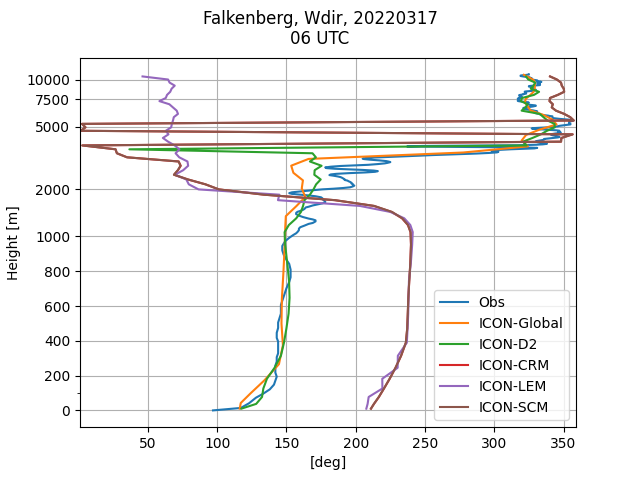 Falkenberg, Wdir, 20220317
06 UTC
Height [m]
10000
7500
5000
2000
1000
800
600
400
200
0
50
100
150
200
250
300
350
[deg]
Obs
ICON-Global
ICON-D2
ICON-CRM
ICON-LEM
ICON-SCM